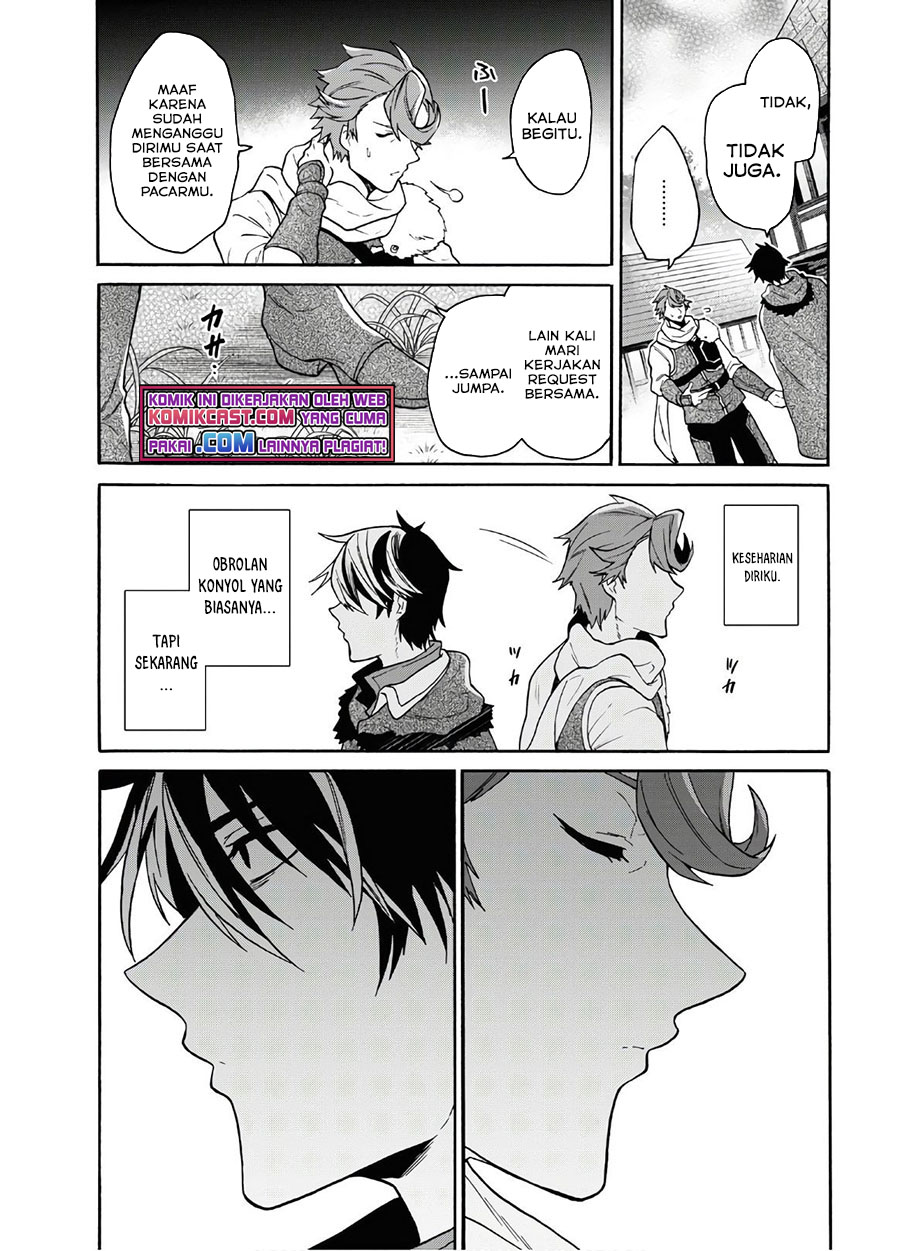 TIDAK,
TIDAK
JUGA.
.........
KALAU
BEGITU.
ふー
MAAF
KARENA
SUDAH
MENGANGGU
DIRIMU SAAT
BERSAMA
DENGAN
PACARMU.
LAIN KALI
MARI
KERJAKAN
REQUEST
BERSAMA.
...SAMPAI
JUMPA.
カサ…
KOMIK INI DIKERJAKAN OLEH WEB
KOMIKCAST.COM YANG CUMA
PAKAI .COM LAINNYA PLAGIAT!
KESEHARIAN
DIRIKU.
ツカ
ツカ
OBROLAN
KONYOL YANG
BIASANYA...
TAPI
SEKARANG
...